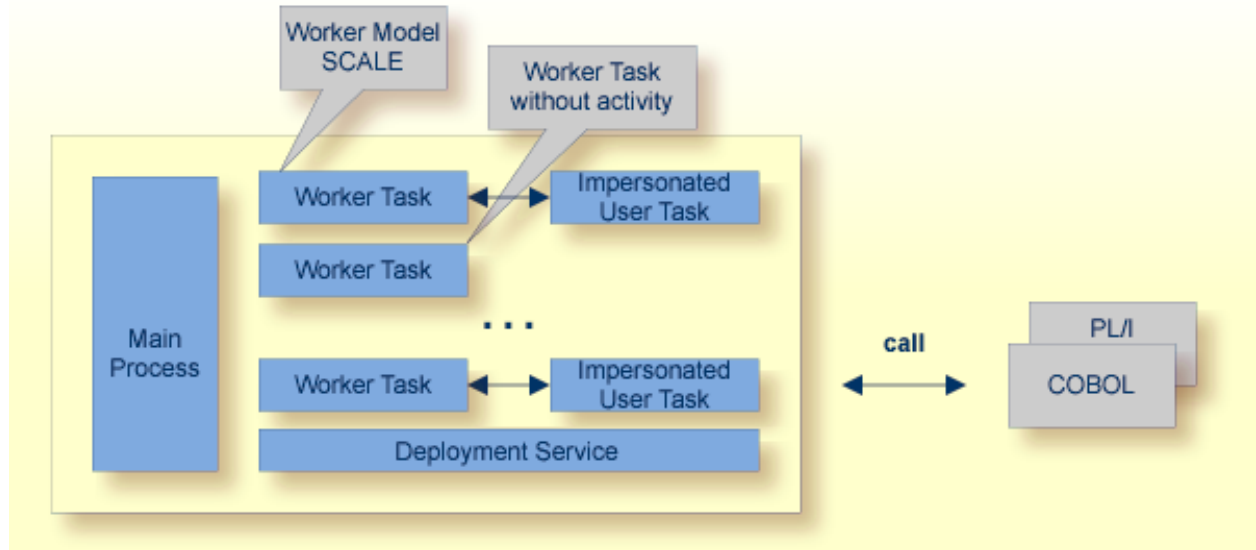 Worker Model
SCALE
Worker Task
without activity
Worker Task
Impersonated
User Task
Worker Task
...
Main
Process
Worker Task
Impersonated
User Task
Deployment Service
call
PL/I
COBOL